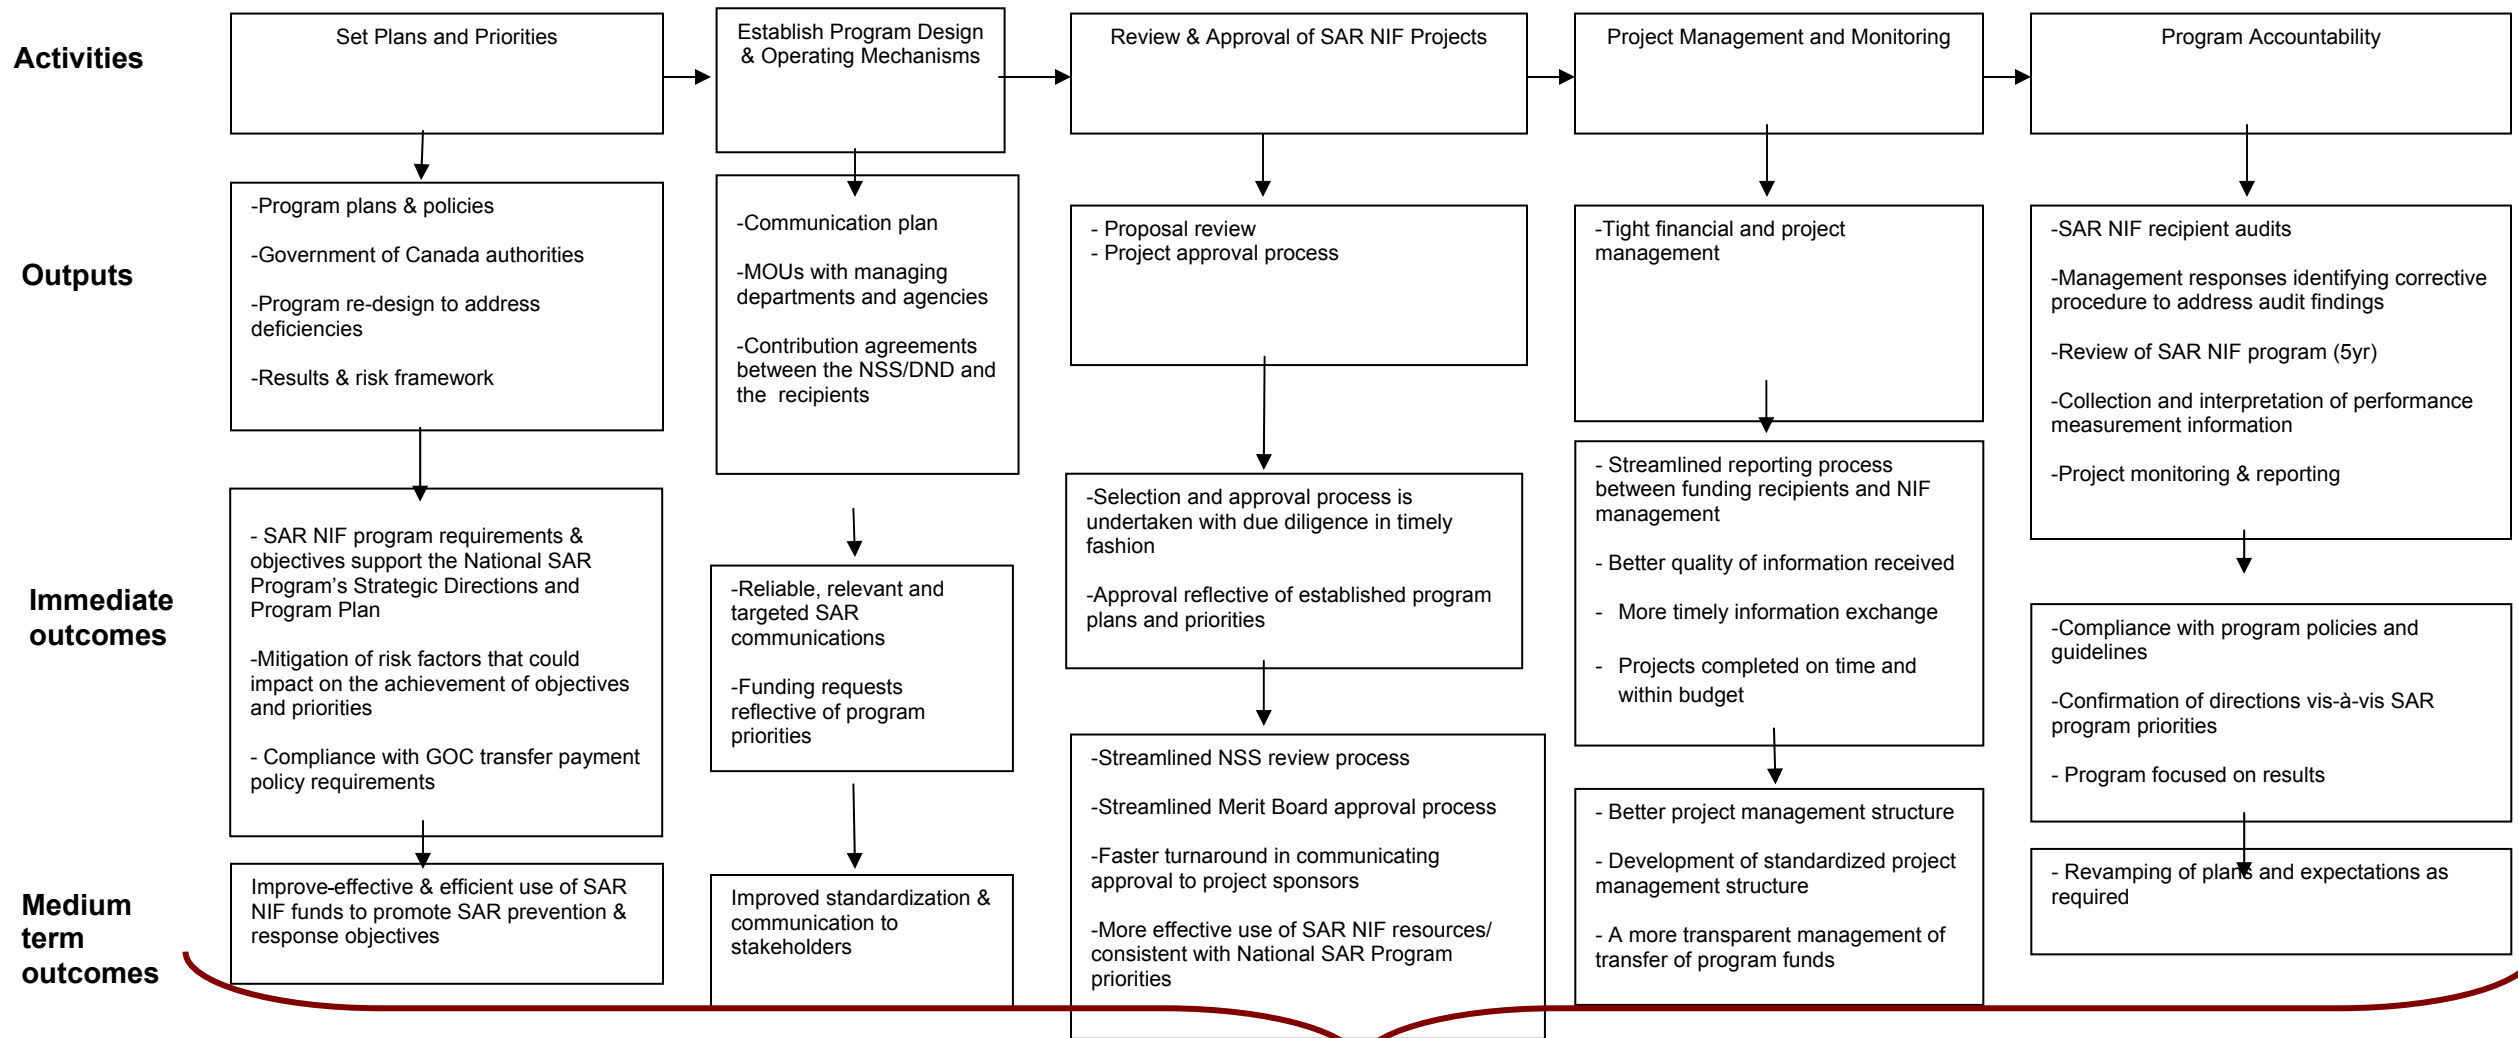 Activities
Set Plans and Priorities
Establish Program Design
& Operating Mechanisms
Review & Approval of SAR NIF Projects
Project Management and Monitoring
Program Accountability
Outputs
-Program plans & policies
-Government of Canada authorities
-Program re-design to address
deficiencies
-Results & risk framework
-Communication plan
-MOUs with managing
departments and agencies
-Contribution agreements
between the NSS/DND and
the  recipients
- Proposal review
- Project approval process
-Tight financial and project
management
-SAR NIF recipient audits
-Management responses identifying corrective
procedure to address audit findings
-Review of SAR NIF program (5yr)
-Collection and interpretation of performance
measurement information
-Project monitoring & reporting
Immediate
outcomes
- SAR NIF program requirements &
objectives support the National SAR
Program’s Strategic Directions and
Program Plan
-Mitigation of risk factors that could
impact on the achievement of objectives
and priorities
- Compliance with GOC transfer payment
policy requirements
-Reliable, relevant and
targeted SAR
communications
-Funding requests
reflective of program
priorities
-Selection and approval process is
undertaken with due diligence in timely
fashion
-Approval reflective of established program
plans and priorities
- Streamlined reporting process
between funding recipients and NIF
management
- Better quality of information received
- More timely information exchange
- Projects completed on time and
within budget
-Compliance with program policies and
guidelines
-Confirmation of directions vis-à-vis SAR
program priorities
- Program focused on results
Medium
term
outcomes
Improve-effective & efficient use of SAR
NIF funds to promote SAR prevention &
response objectives
Improved standardization &
communication to
stakeholders
-Streamlined NSS review process
-Streamlined Merit Board approval process
-Faster turnaround in communicating
approval to project sponsors
-More effective use of SAR NIF resources/
consistent with National SAR Program
priorities
- Better project management structure
- Development of standardized project
management structure
- A more transparent management of
transfer of program funds
- Revamping of plans and expectations as
required